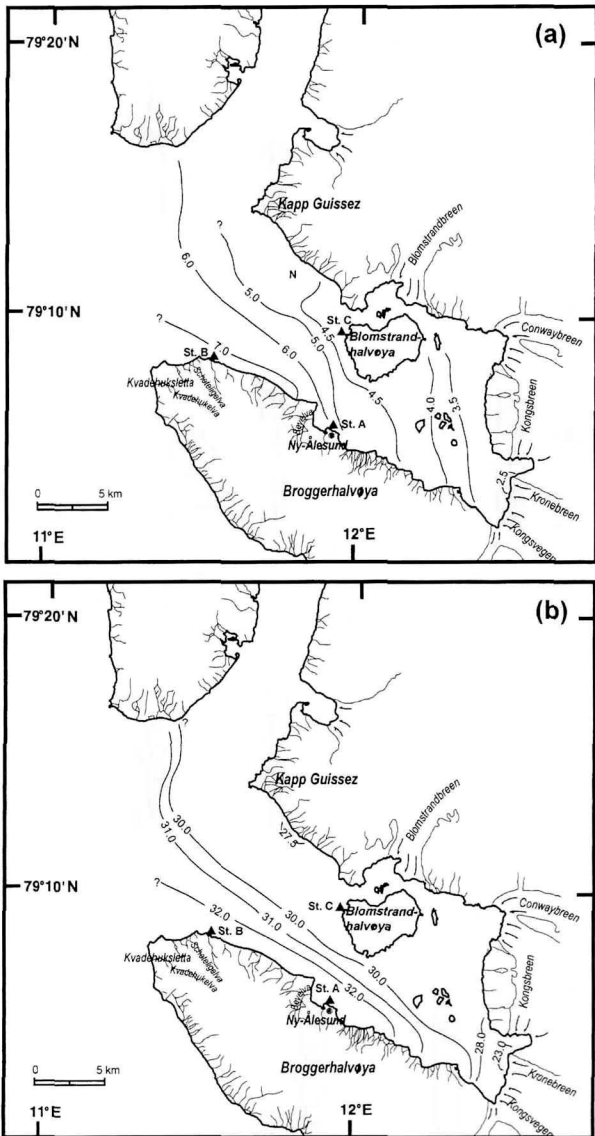 (a)
79°20' N
Kapp Guissez
Blomstrandbreen
6.0
?
5.0
N
79°10' N
4.5
St. C
Conwaybreen
Blomstrand-
halvøya
5.0
?
St. B
7.0
6.0
Kvadehuksletta
Kvadehukelva
4.5
4.0
3.5
Kongsbreen
St. A
Ny-Ålesund
2.5
Kronebreen
Broggerhalvøya
0
5 km
Kongsvegen
11°E
12°E
(b)
79°20' N
?
Kapp Guissez
27.5
Blomstrandbreen
30.0
31.0
79°10' N
?
32.0
31.0
30.0
St. C
Blomstrand-
halvøya
Conwaybreen
St. B
Kvadehuksletta
Kvadehukelva
St. A
32.0
30.0
Ny-Ålesund
Kongsbreen
28.0
23.0
Kronebreen
Broggerhalvøya
0
5 km
Kongsvegen
11°E
12°E